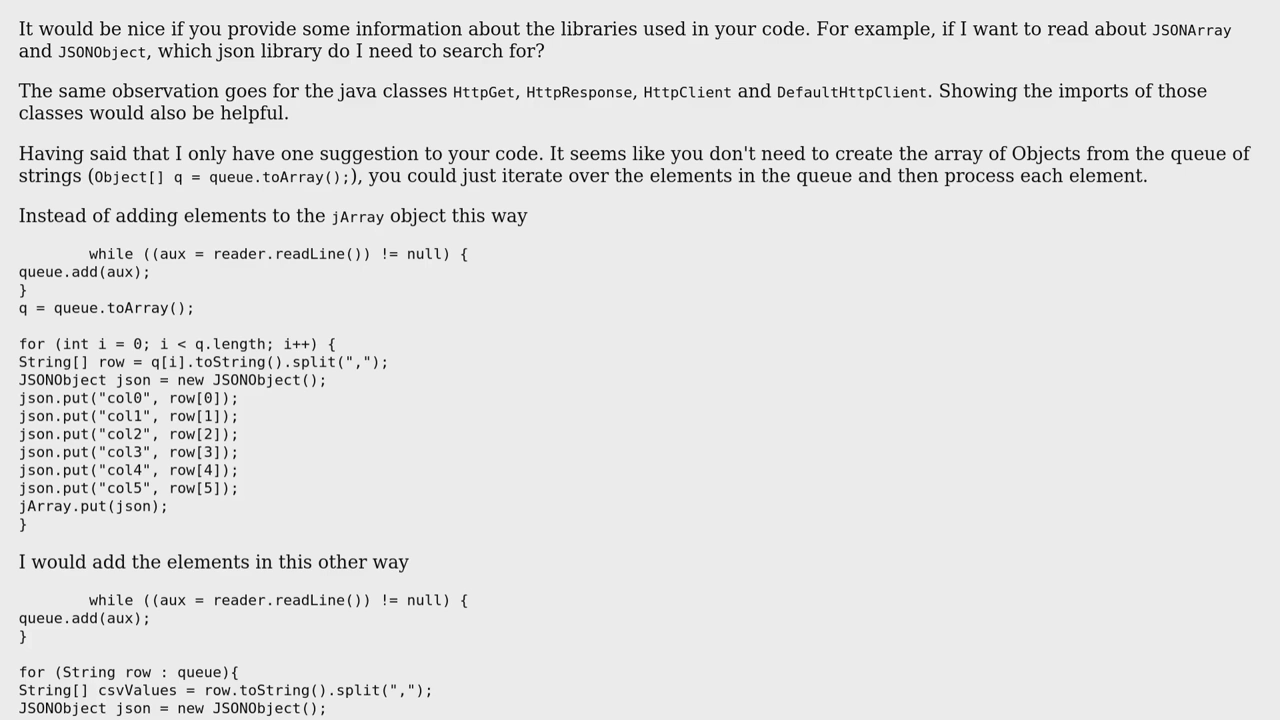 It would be nice if you provide some information about the libraries used in your code. For example, if I want to read about JSONArray
and JSONObject, which json library do I need to search for?
The same observation goes for the java classes HttpGet, HttpResponse, HttpClient and DefaultHttpClient. Showing the imports of those
classes would also be helpful.
Having said that I only have one suggestion to your code. It seems like you don't need to create the array of Objects from the queue of
strings (Object[] q = queue.toArray();), you could just iterate over the elements in the queue and then process each element.
Instead of adding elements to the jArray object this way
        while ((aux = reader.readLine()) != null) {
queue.add(aux);
}
q = queue.toArray();
for (int i = 0; i < q.length; i++) {
String[] row = q[i].toString().split(",");
JSONObject json = new JSONObject();
json.put("col0", row[0]);
json.put("col1", row[1]);
json.put("col2", row[2]);
json.put("col3", row[3]);
json.put("col4", row[4]);
json.put("col5", row[5]);
jArray.put(json);
}
I would add the elements in this other way
        while ((aux = reader.readLine()) != null) {
queue.add(aux);
}
for (String row : queue){
String[] csvValues = row.toString().split(",");
JSONObject json = new JSONObject();